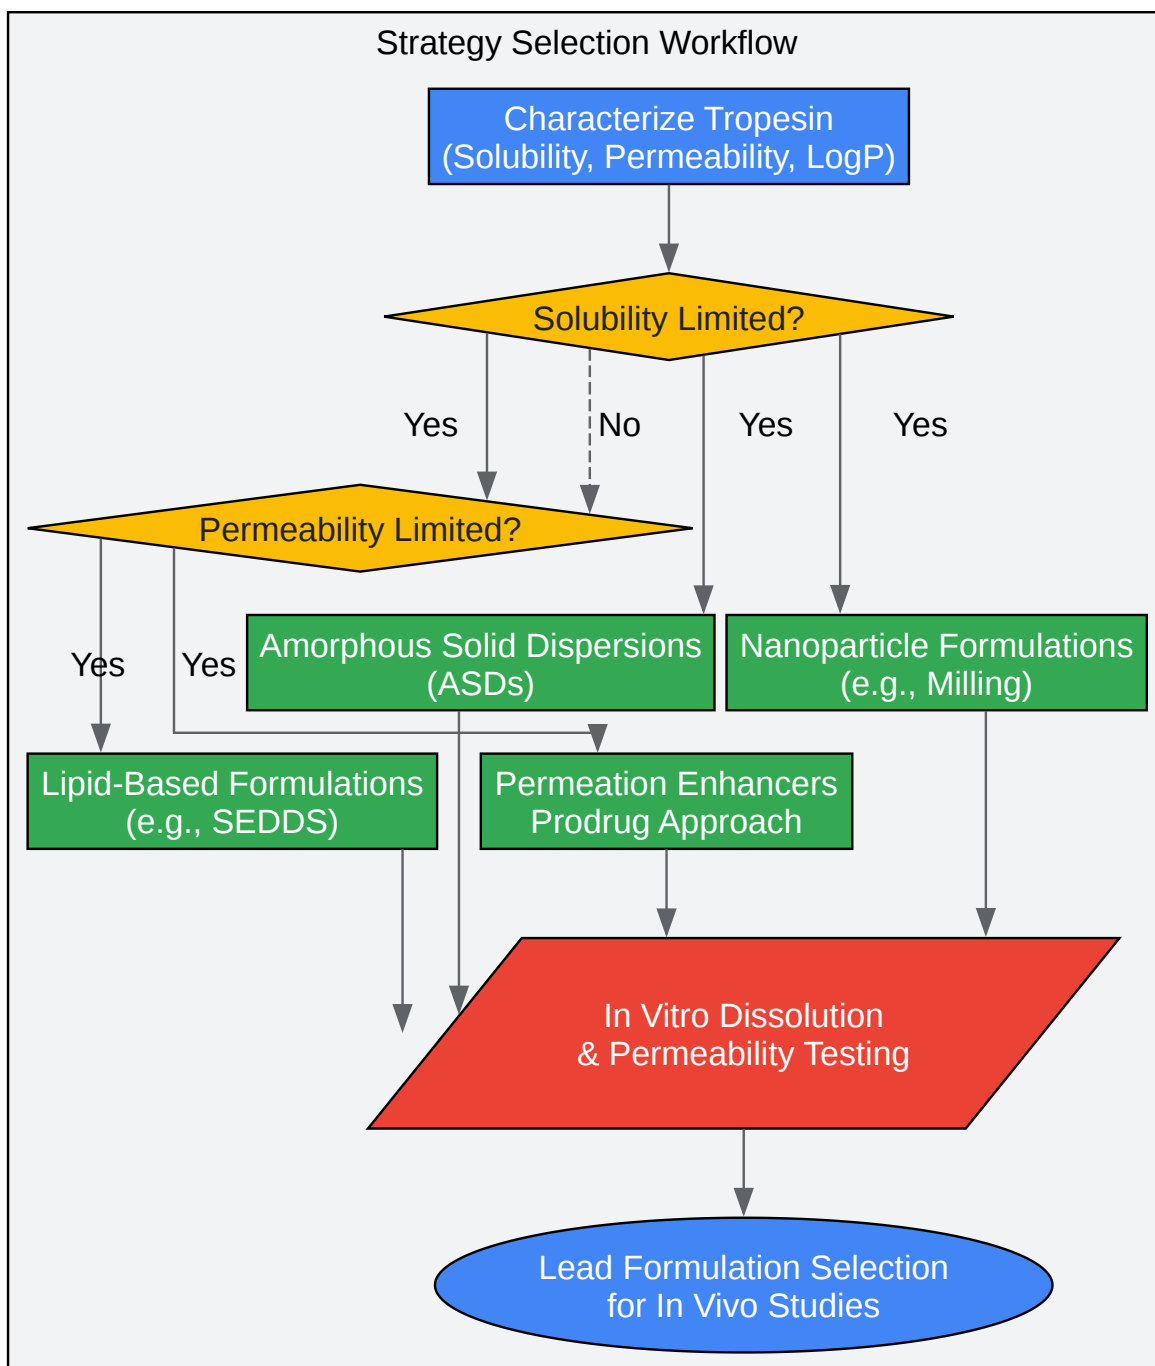 Strategy Selection Workflow
Characterize Tropesin
(Solubility, Permeability, LogP)
Solubility Limited?
Yes
No
Yes
Yes
Permeability Limited?
Yes
Yes
Amorphous Solid Dispersions
(ASDs)
Nanoparticle Formulations
(e.g., Milling)
Lipid-Based Formulations
(e.g., SEDDS)
Permeation Enhancers
Prodrug Approach
In Vitro Dissolution
& Permeability Testing
Lead Formulation Selection
for In Vivo Studies